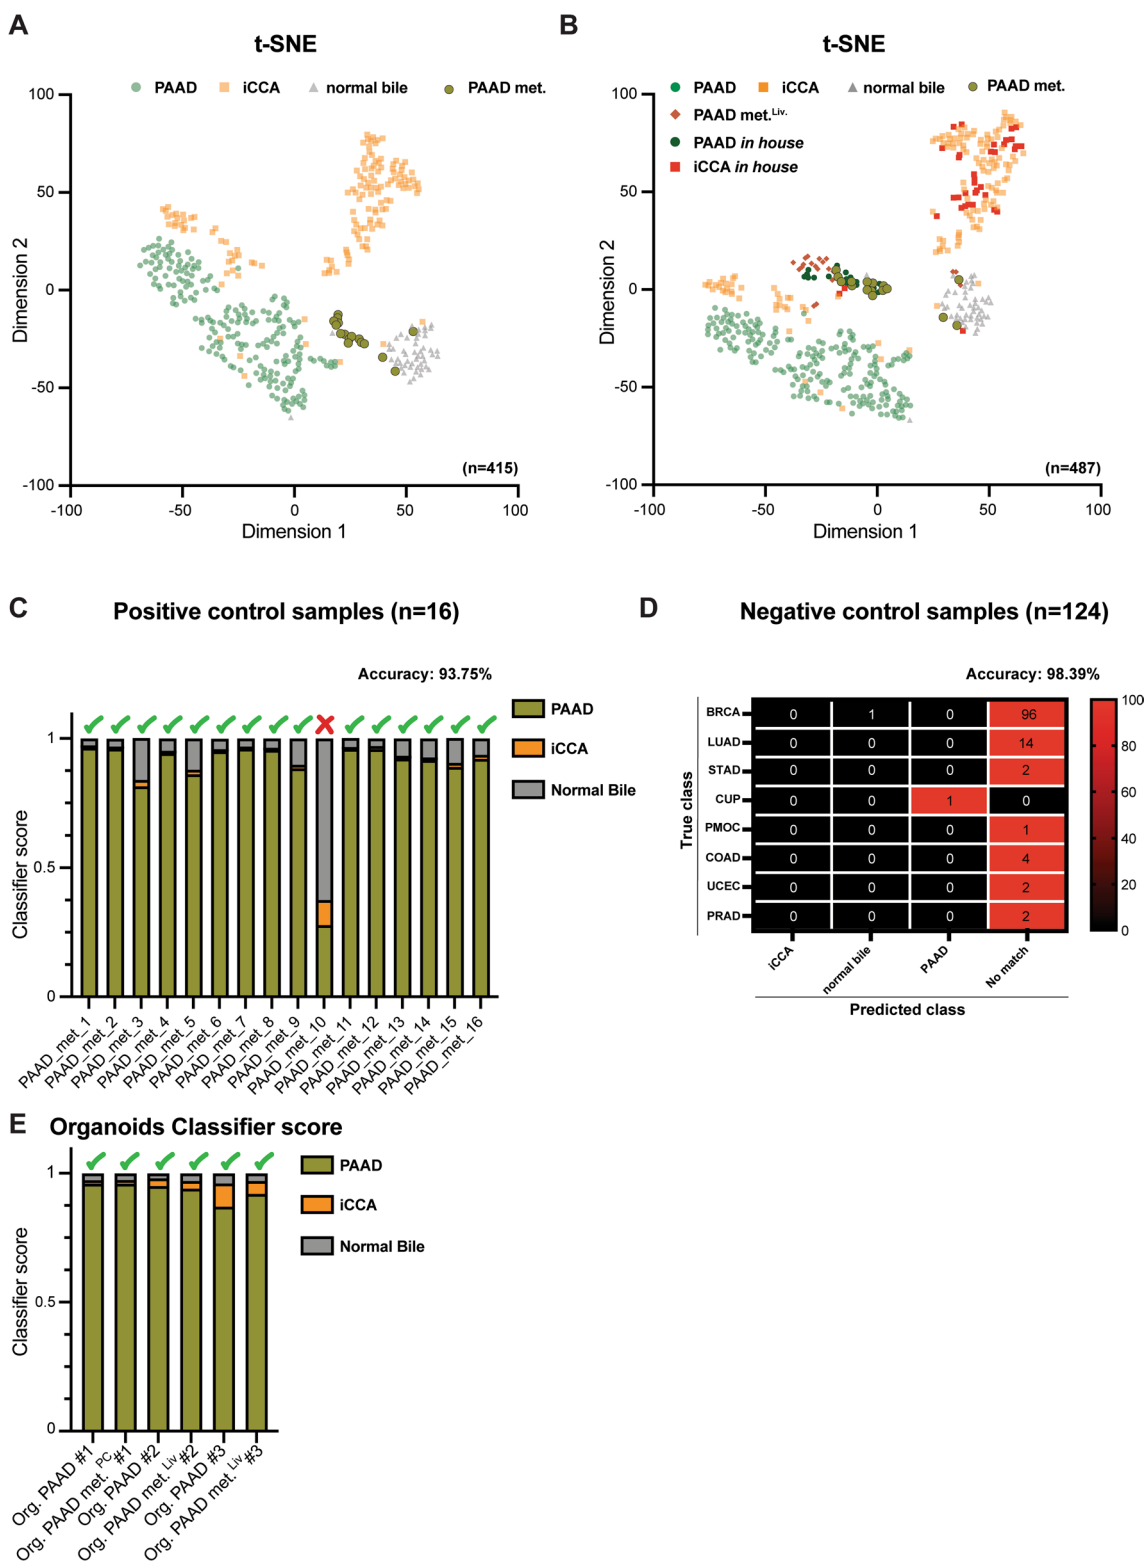 A
t-SNE
PAAD iCCA normal bile PAAD met.
100
50
0
-50
-100
-100 -50 0 50 100
Dimension 2
Dimension 1
(n=415)
B
t-SNE
PAAD iCCA normal bile PAAD met.
PAAD met.Liv.
PAAD in house
iCCA in house
100
50
0
-50
-100
-100 -50 0 50 100
Dimension 2
Dimension 1
(n=487)
C
Positive control samples (n=16)
Accuracy: 93.75%
PAAD
iCCA
Normal Bile
1
0.5
0
Classifier score
PAAD_met_1
PAAD_met_2
PAAD_met_3
PAAD_met_4
PAAD_met_5
PAAD_met_6
PAAD_met_7
PAAD_met_8
PAAD_met_9
PAAD_met_10
PAAD_met_11
PAAD_met_12
PAAD_met_13
PAAD_met_14
PAAD_met_15
PAAD_met_16
D
Negative control samples (n=124)
Accuracy: 98.39%
True class
BRCA 0 1 0 96
LUAD 0 0 0 14
STAD 0 0 0 2
CUP 0 0 1 0
PMOC 0 0 0 1
COAD 0 0 0 4
UCEC 0 0 0 2
PRAD 0 0 0 2
iCCA
normal bile
PAAD
No match
Predicted class
100
80
60
40
20
0
E
Organoids Classifier score
PAAD
iCCA
Normal Bile
1
0.5
0
Classifier score
Org. PAAD #1
Org. PAAD met.PC #1
Org. PAAD #2
Org. PAAD met.Liv #2
Org. PAAD #3
Org. PAAD met.Liv #3